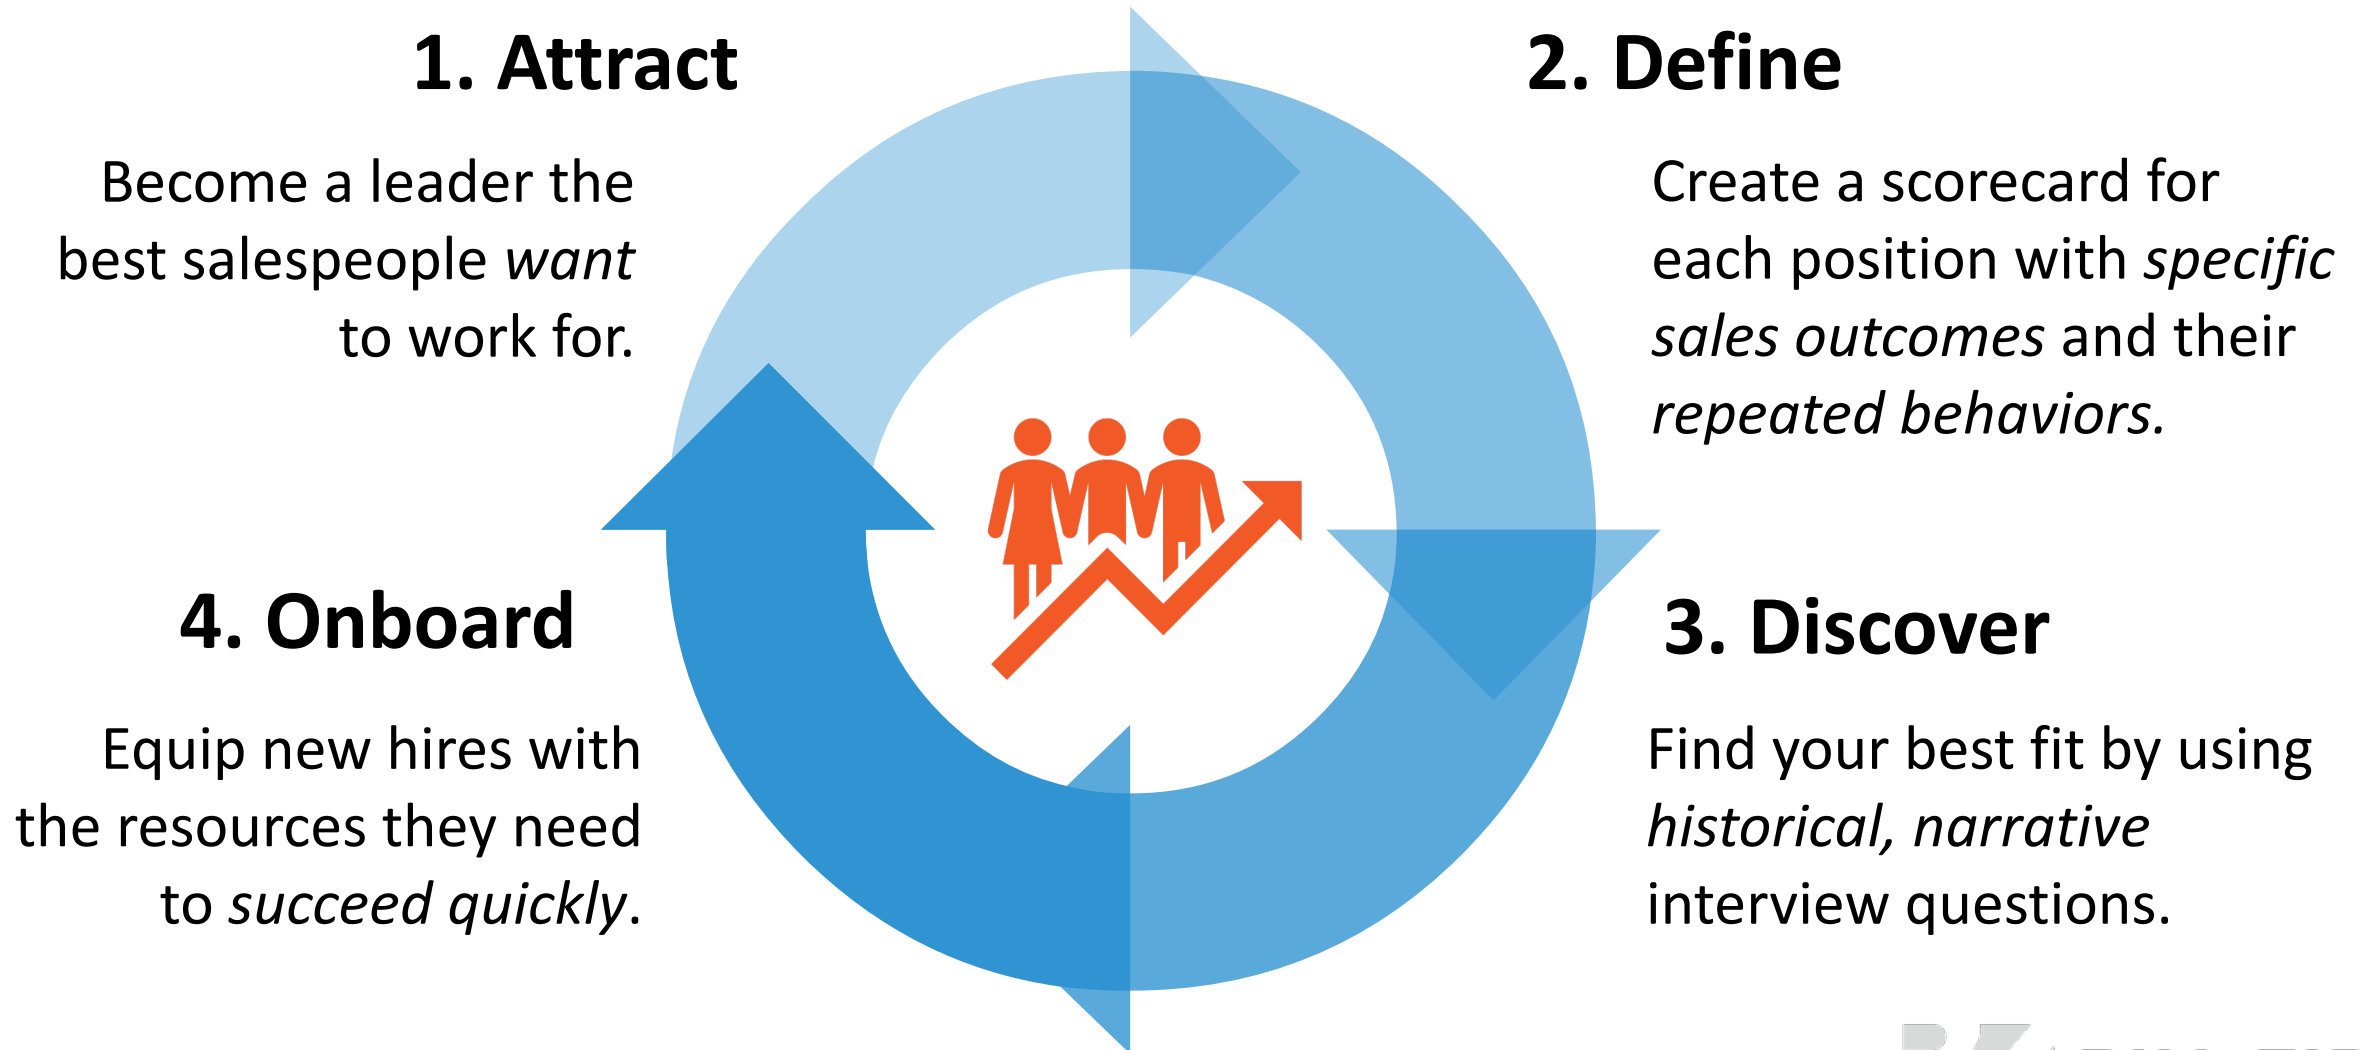 1. Attract
Become a leader the
best salespeople want
to work for.
2. Define
Create a scorecard for
each position with specific
sales outcomes and their
repeated behaviors.
3. Discover
Find your best fit by using
historical, narrative
interview questions.
4. Onboard
Equip new hires with
the resources they need
to succeed quickly.